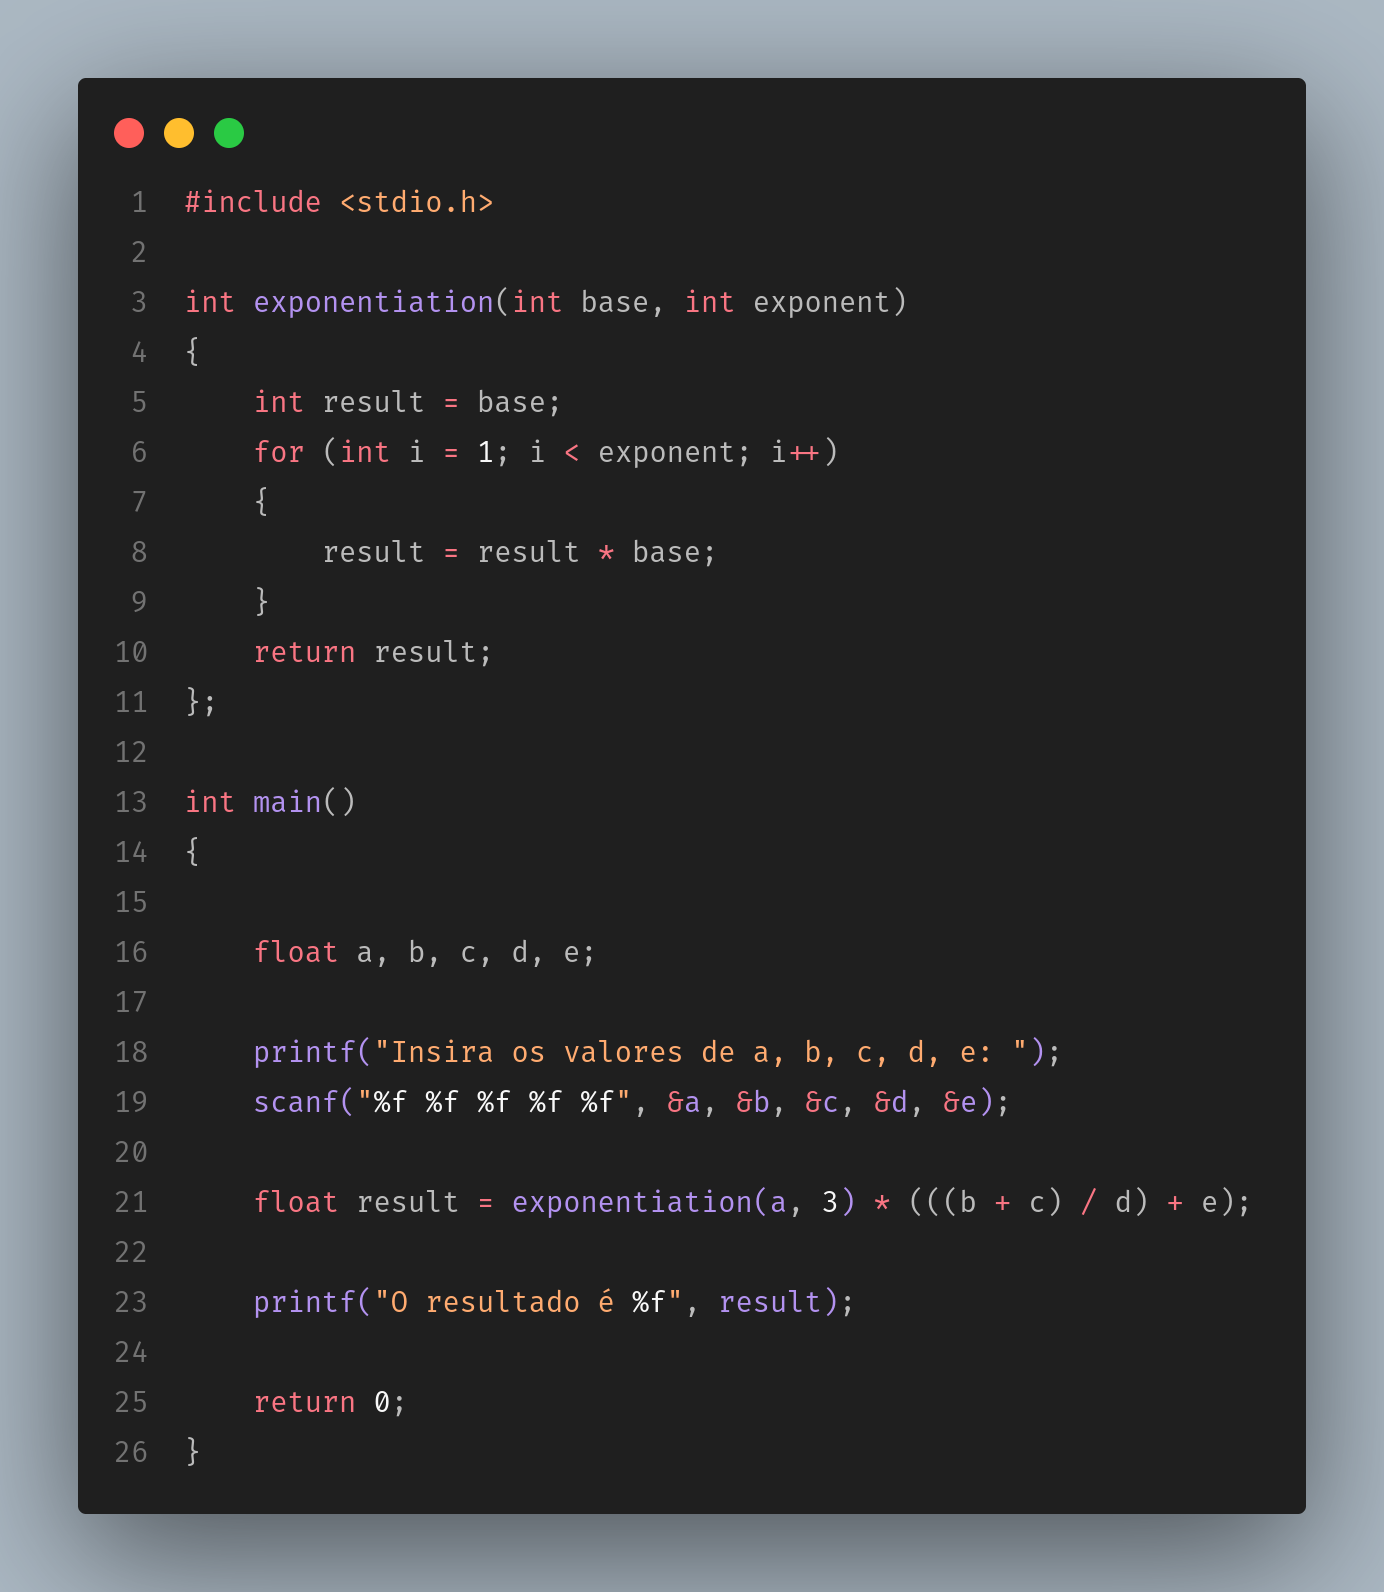 1 #include <stdio.h>
2
3 int exponentiation(int base, int exponent)
4 {
5     int result = base;
6     for (int i = 1; i < exponent; i++)
7     {
8         result = result * base;
9     }
10     return result;
11 };
12
13 int main()
14 {
15
16     float a, b, c, d, e;
17
18     printf("Insira os valores de a, b, c, d, e: ");
19     scanf("%f %f %f %f %f", &a, &b, &c, &d, &e);
20
21     float result = exponentiation(a, 3) * (((b + c) / d) + e);
22
23     printf("O resultado é %f", result);
24
25     return 0;
26 }